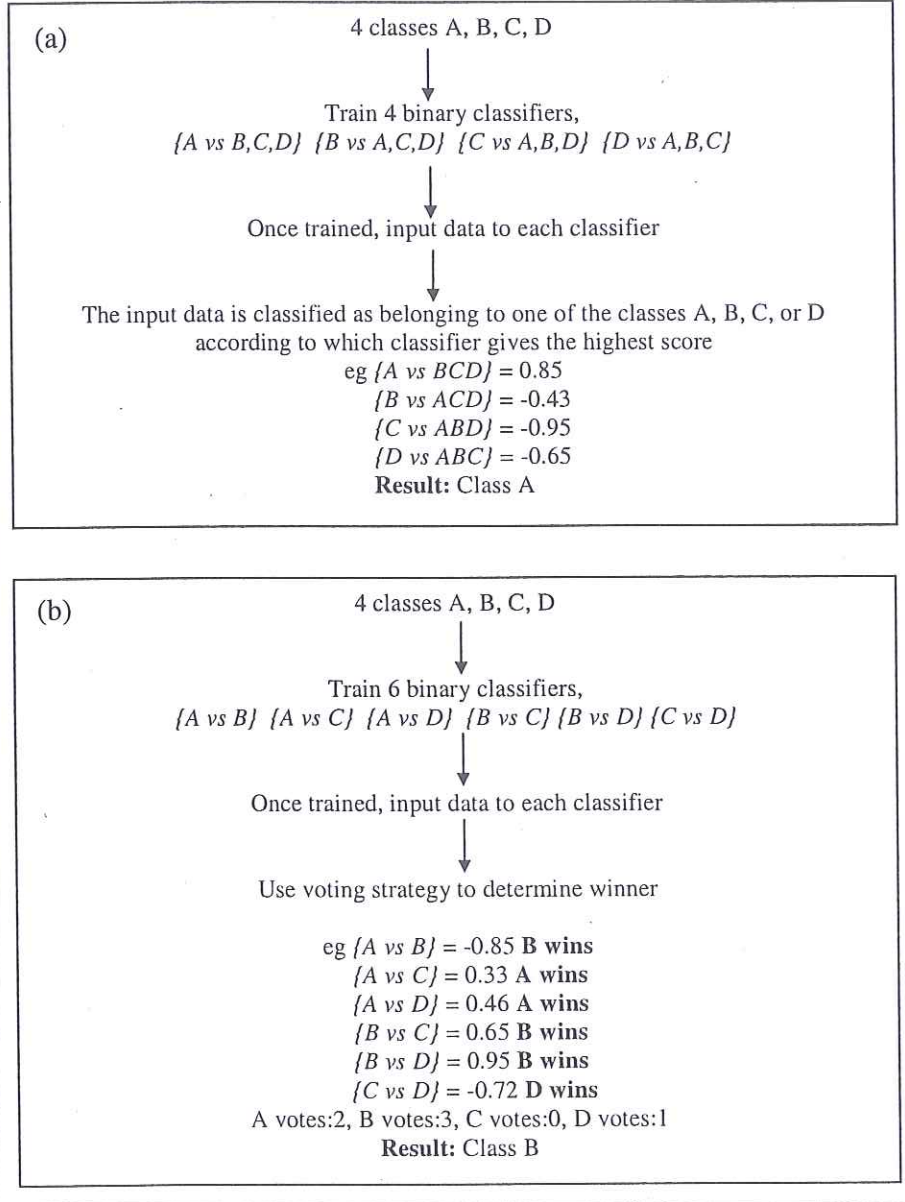 (a)
4 classes A, B, C, D
Train 4 binary classifiers,
{A vs B,C,D} {B vs A,C,D} {C vs A,B,D} {D vs A,B,C}
Once trained, input data to each classifier
The input data is classified as belonging to one of the classes A, B, C, or D
according to which classifier gives the highest score
eg {A vs BCD} = 0.85
{B vs ACD} = -0.43
{C vs ABD} = -0.95
{D vs ABC} = -0.65
Result: Class A
(b)
4 classes A, B, C, D
Train 6 binary classifiers,
{A vs B} {A vs C} {A vs D} {B vs C} {B vs D} {C vs D}
Once trained, input data to each classifier
Use voting strategy to determine winner
eg {A vs B} = -0.85 B wins
{A vs C} = 0.33 A wins
{A vs D} = 0.46 A wins
{B vs C} = 0.65 B wins
{B vs D} = 0.95 B wins
{C vs D} = -0.72 D wins
A votes:2, B votes:3, C votes:0, D votes:1
Result: Class B